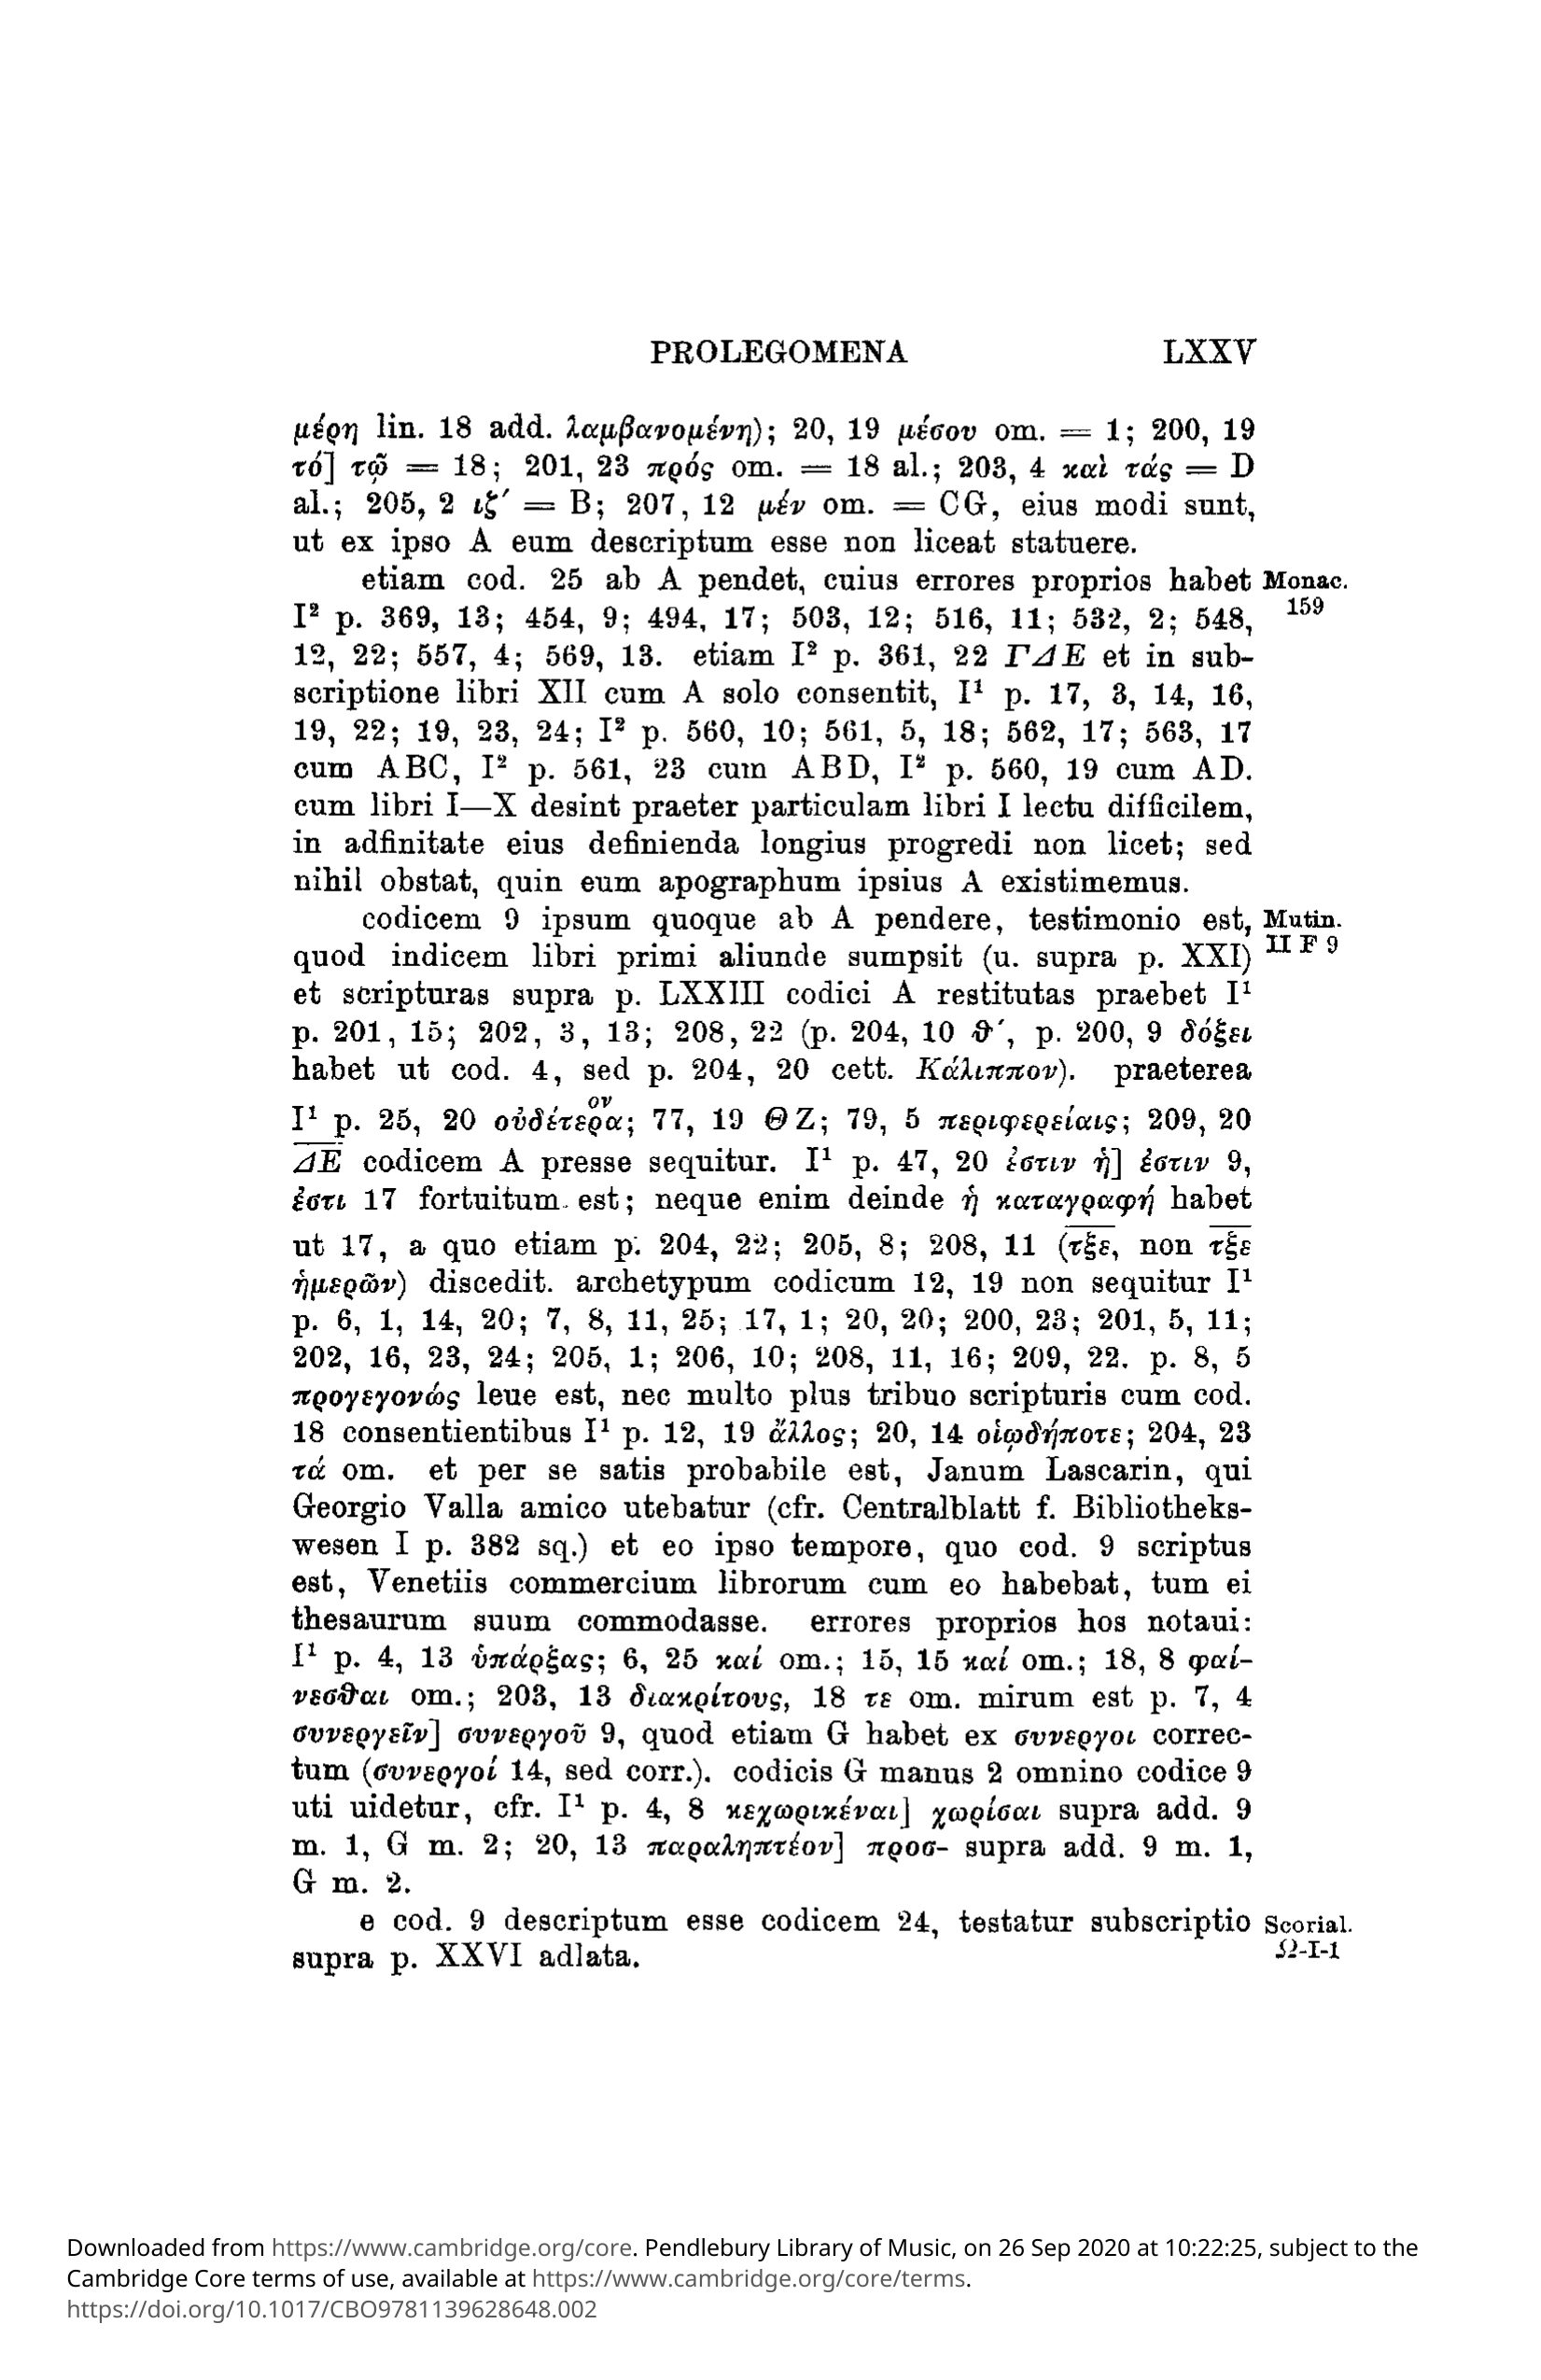 PROLEGOMENA LXXV
μέρη lin. 18 add. λαμβανομένη); 20, 19 μέσον om. = 1; 200, 19
τό] τῷ = 18; 201, 23 πρός om. = 18 al.; 203, 4 καὶ τάς = D
al.; 205, 2 ιζ´ = B; 207, 12 μέν om. = CG, eius modi sunt,
ut ex ipso A eum descriptum esse non liceat statuere.
etiam cod. 25 ab A pendet, cuius errores proprios habet Monac.
I² p. 369, 13; 454, 9; 494, 17; 503, 12; 516, 11; 532, 2; 548, 159
12, 22; 557, 4; 569, 13. etiam I² p. 361, 22 ΓΔΕ et in sub-
scriptione libri XII cum A solo consentit, I¹ p. 17, 3, 14, 16,
19, 22; 19, 23, 24; I² p. 560, 10; 561, 5, 18; 562, 17; 563, 17
cum ABC, I² p. 561, 23 cum ABD, I² p. 560, 19 cum AD.
cum libri I—X desint praeter particulam libri I lectu difficilem,
in adfinitate eius definienda longius progredi non licet; sed
nihil obstat, quin eum apographum ipsius A existimemus.
codicem 9 ipsum quoque ab A pendere, testimonio est, Mutin.
quod indicem libri primi aliunde sumpsit (u. supra p. XXI) II F 9
et scripturas supra p. LXXIII codici A restitutas praebet I¹
p. 201, 15; 202, 3, 13; 208, 22 (p. 204, 10 ϑ´, p. 200, 9 δόξει
habet ut cod. 4, sed p. 204, 20 cett. Κάλιππον). praeterea
ον
I¹ p. 25, 20 οὐδέτερα; 77, 19 ΘΖ; 79, 5 περιφερείαις; 209, 20
Δ̅Ε̅ codicem A presse sequitur. I¹ p. 47, 20 ἐστιν ἡ] ἐστιν 9,
ἐστι 17 fortuitum est; neque enim deinde ἡ καταγραφή habet
ut 17, a quo etiam p. 204, 22; 205, 8; 208, 11 (τ̅ξ̅ε̅, non τ̅ξ̅ε̅
ἡμερῶν) discedit. archetypum codicum 12, 19 non sequitur I¹
p. 6, 1, 14, 20; 7, 8, 11, 25; 17, 1; 20, 20; 200, 23; 201, 5, 11;
202, 16, 23, 24; 205, 1; 206, 10; 208, 11, 16; 209, 22. p. 8, 5
προγεγονώς leue est, nec multo plus tribuo scripturis cum cod.
18 consentientibus I¹ p. 12, 19 ἄλλος; 20, 14 οἱῳδήποτε; 204, 23
τά om. et per se satis probabile est, Janum Lascarin, qui
Georgio Valla amico utebatur (cfr. Centralblatt f. Bibliotheks-
wesen I p. 382 sq.) et eo ipso tempore, quo cod. 9 scriptus
est, Venetiis commercium librorum cum eo habebat, tum ei
thesaurum suum commodasse. errores proprios hos notaui:
I¹ p. 4, 13 ὑπάρξας; 6, 25 καί om.; 15, 15 καί om.; 18, 8 φαί-
νεσθαι om.; 203, 13 διακρίτους, 18 τε om. mirum est p. 7, 4
συνεργεῖν] συνεργοῦ 9, quod etiam G habet ex συνεργοι correc-
tum (συνεργοί 14, sed corr.). codicis G manus 2 omnino codice 9
uti uidetur, cfr. I¹ p. 4, 8 κεχωρικέναι] χωρίσαι supra add. 9
m. 1, G m. 2; 20, 13 παραληπτέον] προσ- supra add. 9 m. 1,
G m. 2.
e cod. 9 descriptum esse codicem 24, testatur subscriptio Scorial.
supra p. XXVI adlata. Ω-I-1
Downloaded from https://www.cambridge.org/core. Pendlebury Library of Music, on 26 Sep 2020 at 10:22:25, subject to the
Cambridge Core terms of use, available at https://www.cambridge.org/core/terms.
https://doi.org/10.1017/CBO9781139628648.002